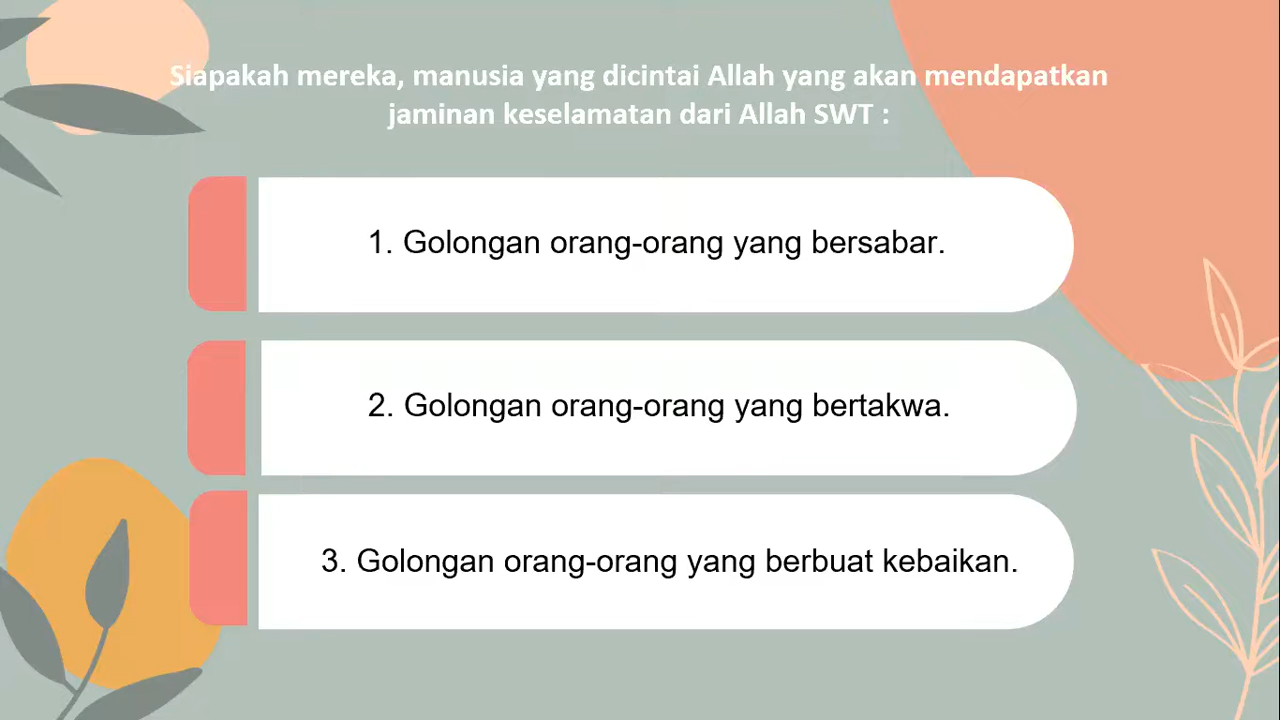 Siapakah mereka, manusia yang dicintai Allah yang akan mendapatkan
jaminan keselamatan dari Allah SWT :
1. Golongan orang-orang yang bersabar.
2. Golongan orang-orang yang bertakwa.
3. Golongan orang-orang yang berbuat kebaikan.